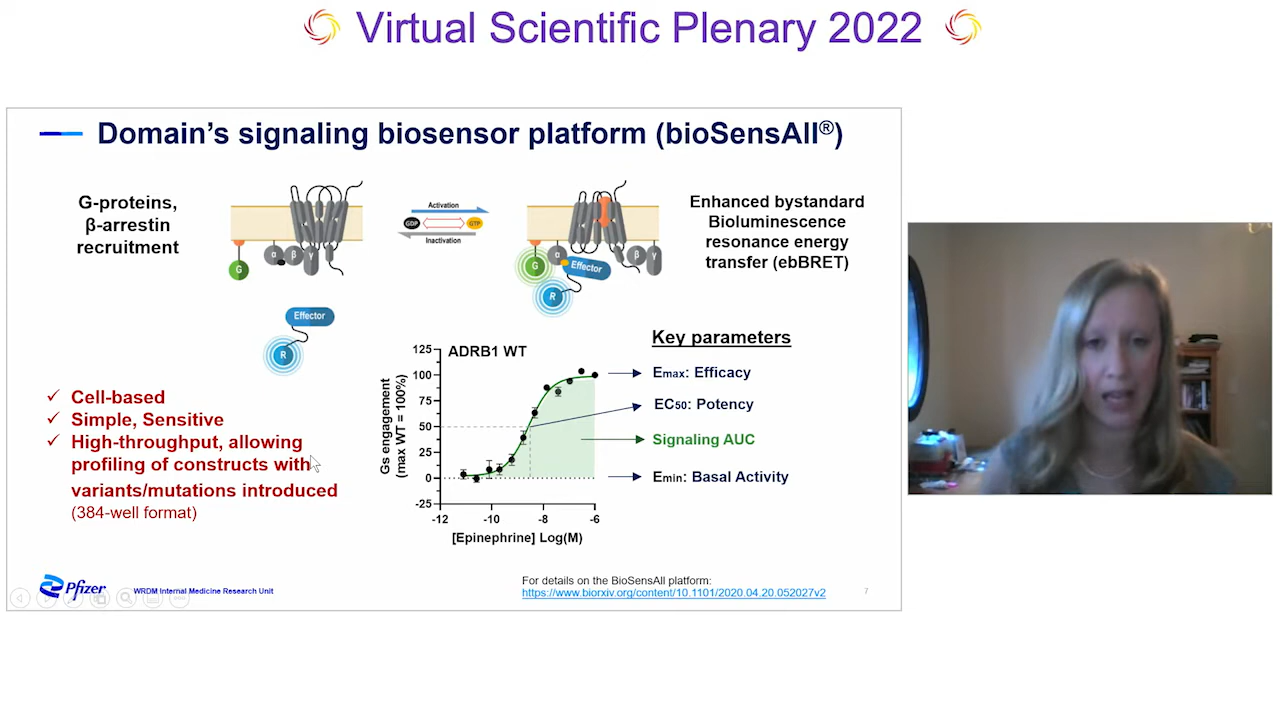 Virtual Scientific Plenary 2022
Domain's signaling biosensor platform (bioSensAll®)
G-proteins,
β-arrestin
recruitment
G
α
β
γ
Activation
GDP
GTP
Inactivation
G
α
Effector
R
β
γ
Enhanced bystandard
Bioluminescence
resonance energy
transfer (ebBRET)
Effector
R
✓ Cell-based
✓ Simple, Sensitive
✓ High-throughput, allowing
profiling of constructs with
variants/mutations introduced
(384-well format)
ADRB1 WT
Gs engagement
(max WT = 100%)
125
100
75
50
25
0
-25
-12
-10
-8
-6
[Epinephrine] Log(M)
Key parameters
Emax: Efficacy
EC50: Potency
Signaling AUC
Emin: Basal Activity
Pfizer
WRDM Internal Medicine Research Unit
For details on the BioSensAll platform:
https://www.biorxiv.org/content/10.1101/2020.04.20.052027v2
7